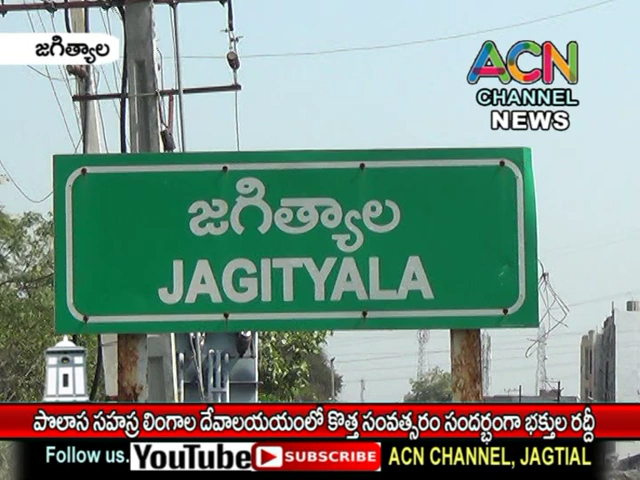 జగిత్యాల
ACN
CHANNEL
NEWS
జగిత్యాల
JAGITYALA
పొలాస సహస్ర లింగాల దేవాలయయంలో కొత్త సంవత్సరం సందర్భంగా భక్తుల రద్దీ
Follow us. YouTube SUBSCRIBE ACN CHANNEL, JAGTIAL